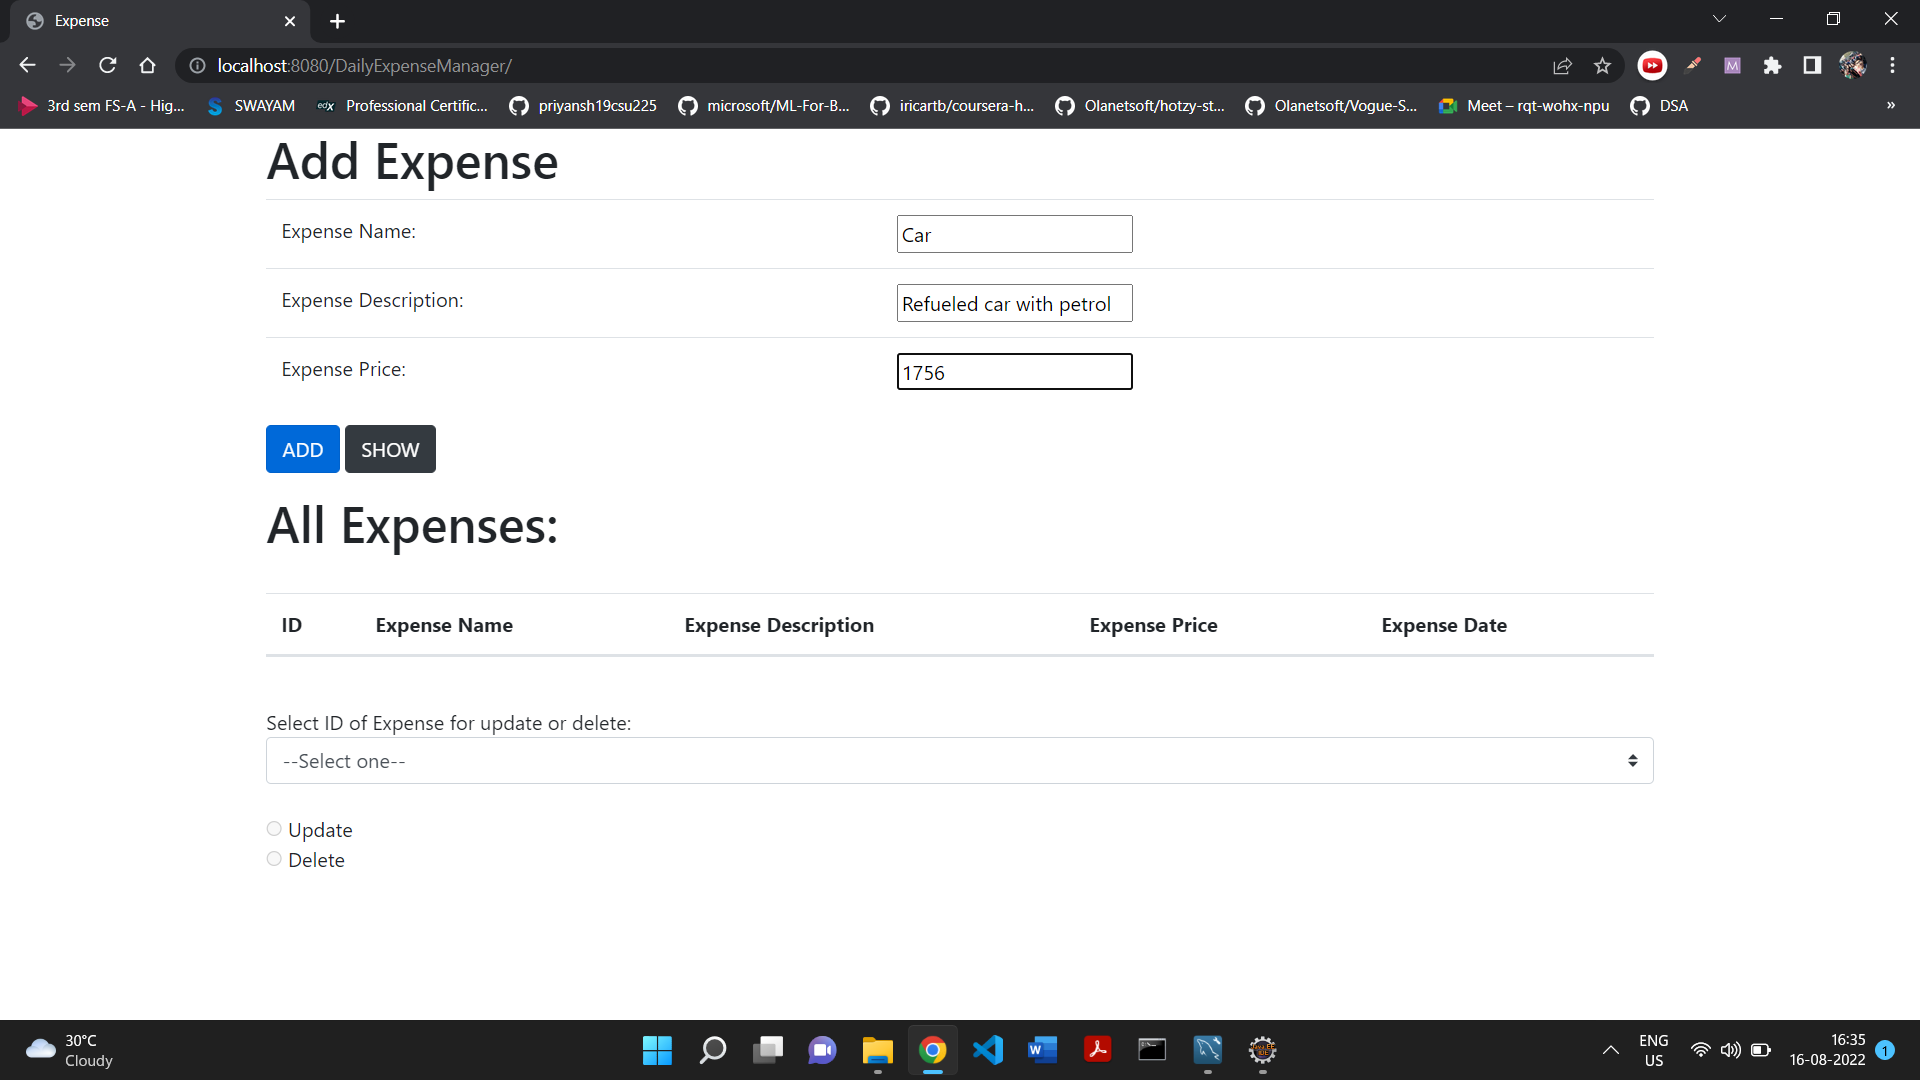 Expense
localhost:8080/DailyExpenseManager/
3rd sem FS-A - Hig...
SWAYAM
edx Professional Certific...
priyansh19csu225
microsoft/ML-For-B...
iricartb/coursera-h...
Olanetsoft/hotzy-st...
Olanetsoft/Vogue-S...
Meet – rqt-wohx-npu
DSA
»
Add Expense
Expense Name: Car
Expense Description: Refueled car with petrol
Expense Price: 1756
ADD SHOW
All Expenses:
ID Expense Name Expense Description Expense Price Expense Date
Select ID of Expense for update or delete:
--Select one--
Update
Delete
30°C
Cloudy
ENG
US
16:35
16-08-2022
1